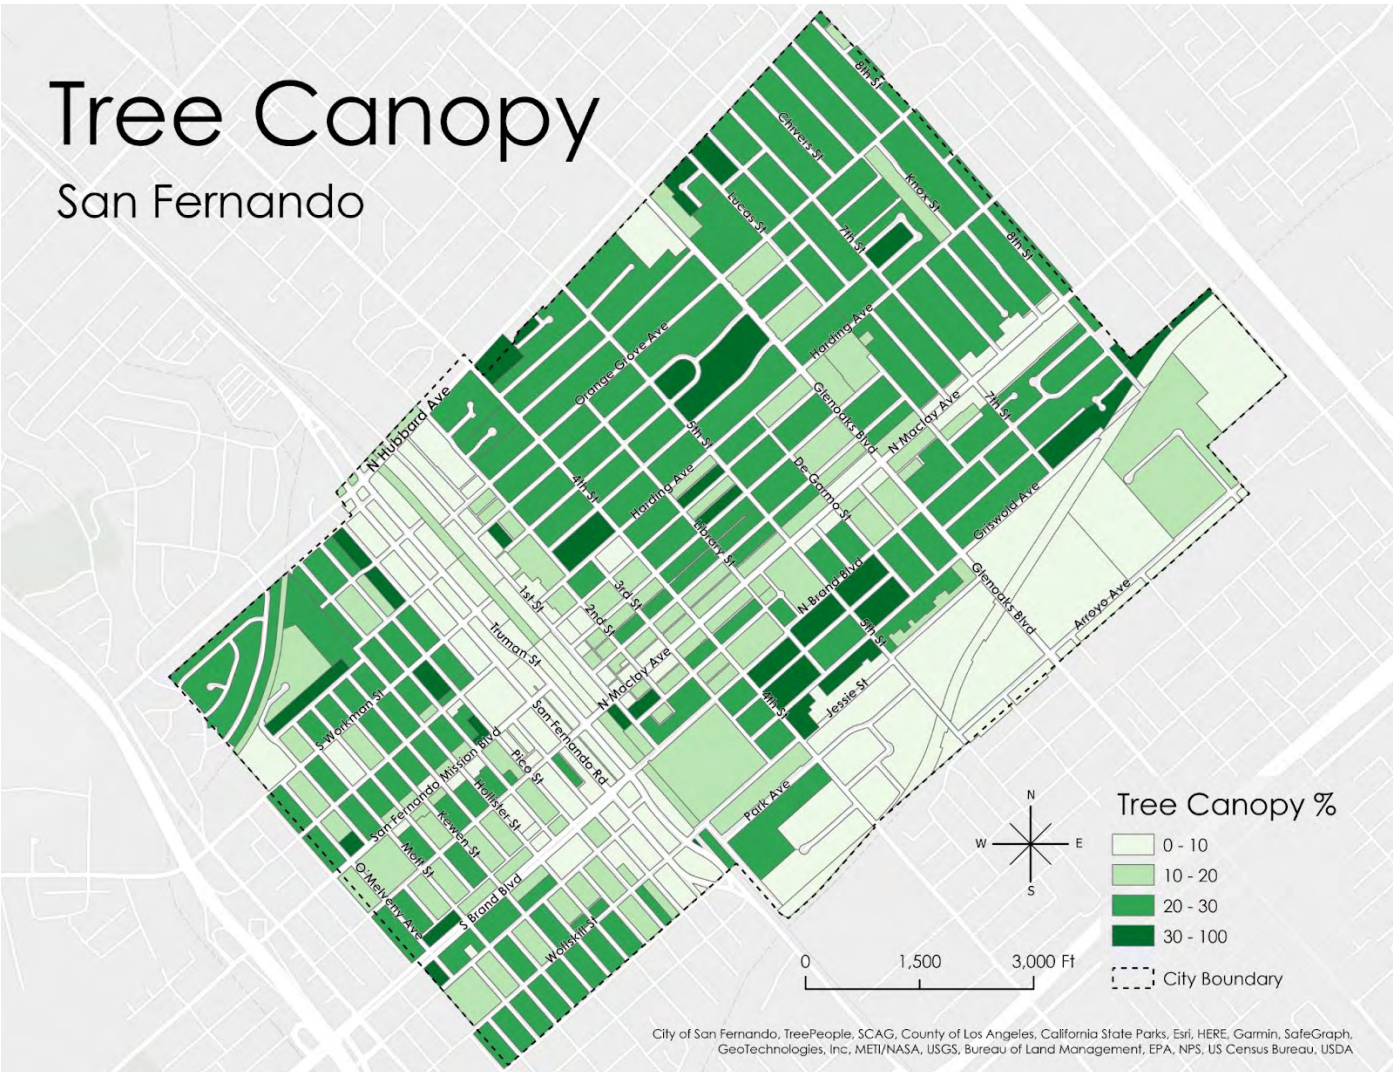 Tree Canopy
San Fernando
8th St
Chivers St
Knox St
Lucas St
7th St
8th St
Harding Ave
Orange Grove Ave
Glenoaks Blvd
N Maclay Ave
7th St
N Hubbard Ave
5th St
De Garmo St
4th St
Harding Ave
Library St
Griswold Ave
1st St
2nd St
3rd St
N Brand Blvd
Glenoaks Blvd
Arroyo Ave
5th St
Truman St
N Maclay Ave
4th St
Jessie St
S Workman St
San Fernando Rd
San Fernando Mission Blvd
Pico St
Hollister St
Kewen St
Mott St
Park Ave
O'Melveny Ave
S Brand Blvd
Wolfskill St
N
W
E
S
Tree Canopy %
0 - 10
10 - 20
20 - 30
30 - 100
City Boundary
0 1,500 3,000 Ft
City of San Fernando, TreePeople, SCAG, County of Los Angeles, California State Parks, Esri, HERE, Garmin, SafeGraph,
GeoTechnologies, Inc, METI/NASA, USGS, Bureau of Land Management, EPA, NPS, US Census Bureau, USDA